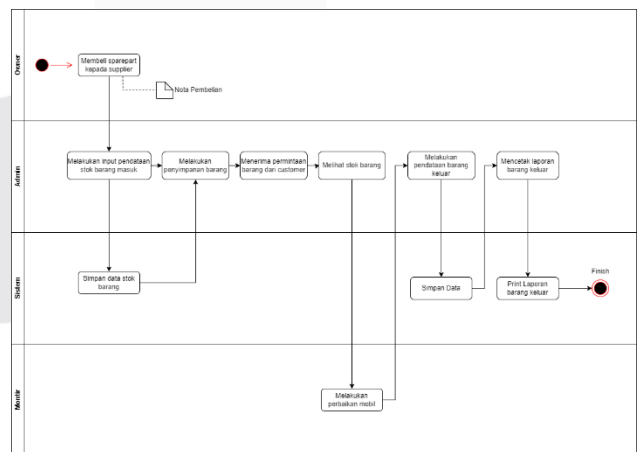 Owner
Membeli sparepart
kepada supplier
Nota Pembelian
Admin
Melakukan input pendataan
stok barang masuk
Melakukan
penyimpanan barang
Menerima permintaan
barang dari customer
Melihat stok barang
Melakukan
pendataan barang
keluar
Mencetak laporan
barang keluar
Sistem
Simpan data stok
barang
Simpan Data
Print Laporan
barang keluar
Finish
Montir
Melakukan
perbaikan mobil